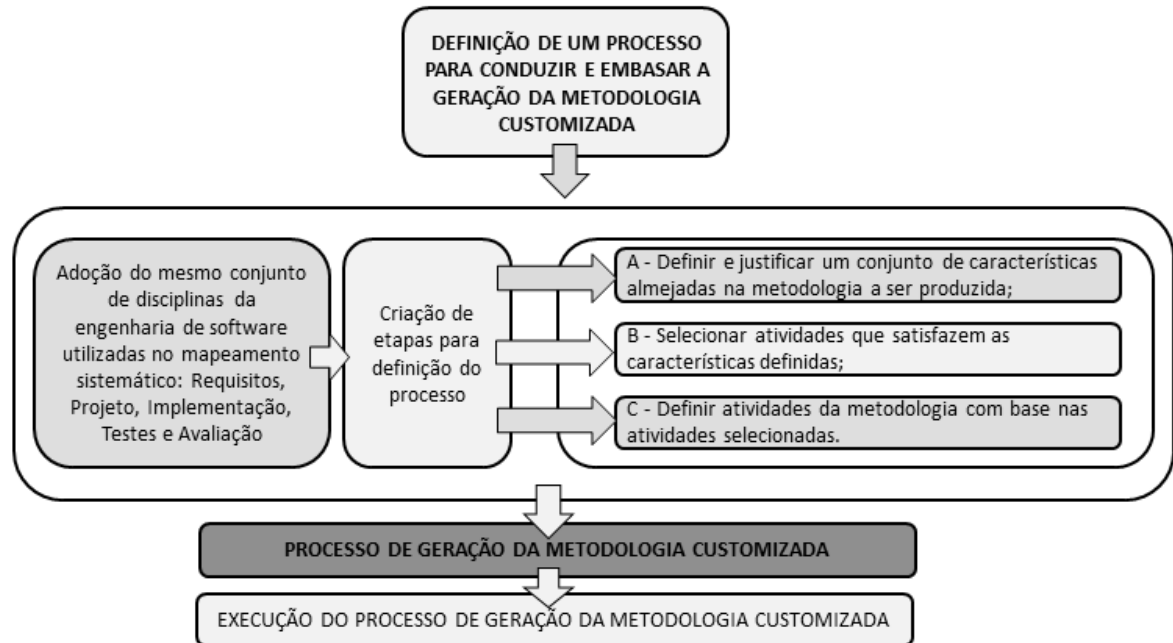 DEFINIÇÃO DE UM PROCESSO
PARA CONDUZIR E EMBASAR A
GERAÇÃO DA METODOLOGIA
CUSTOMIZADA
Adoção do mesmo conjunto
de disciplinas da
engenharia de software
utilizadas no mapeamento
sistemático: Requisitos,
Projeto, Implementação,
Testes e Avaliação
Criação de
etapas para
definição do
processo
A - Definir e justificar um conjunto de características
almejadas na metodologia a ser produzida;
B - Selecionar atividades que satisfazem as
características definidas;
C - Definir atividades da metodologia com base nas
atividades selecionadas.
PROCESSO DE GERAÇÃO DA METODOLOGIA CUSTOMIZADA
EXECUÇÃO DO PROCESSO DE GERAÇÃO DA METODOLOGIA CUSTOMIZADA